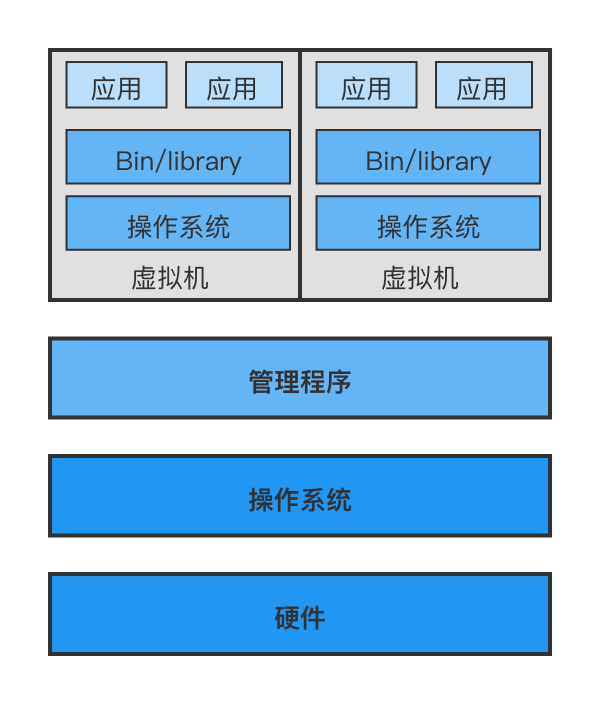 应用 应用 应用 应用
Bin/library Bin/library
操作系统 操作系统
虚拟机 虚拟机
管理程序
操作系统
硬件